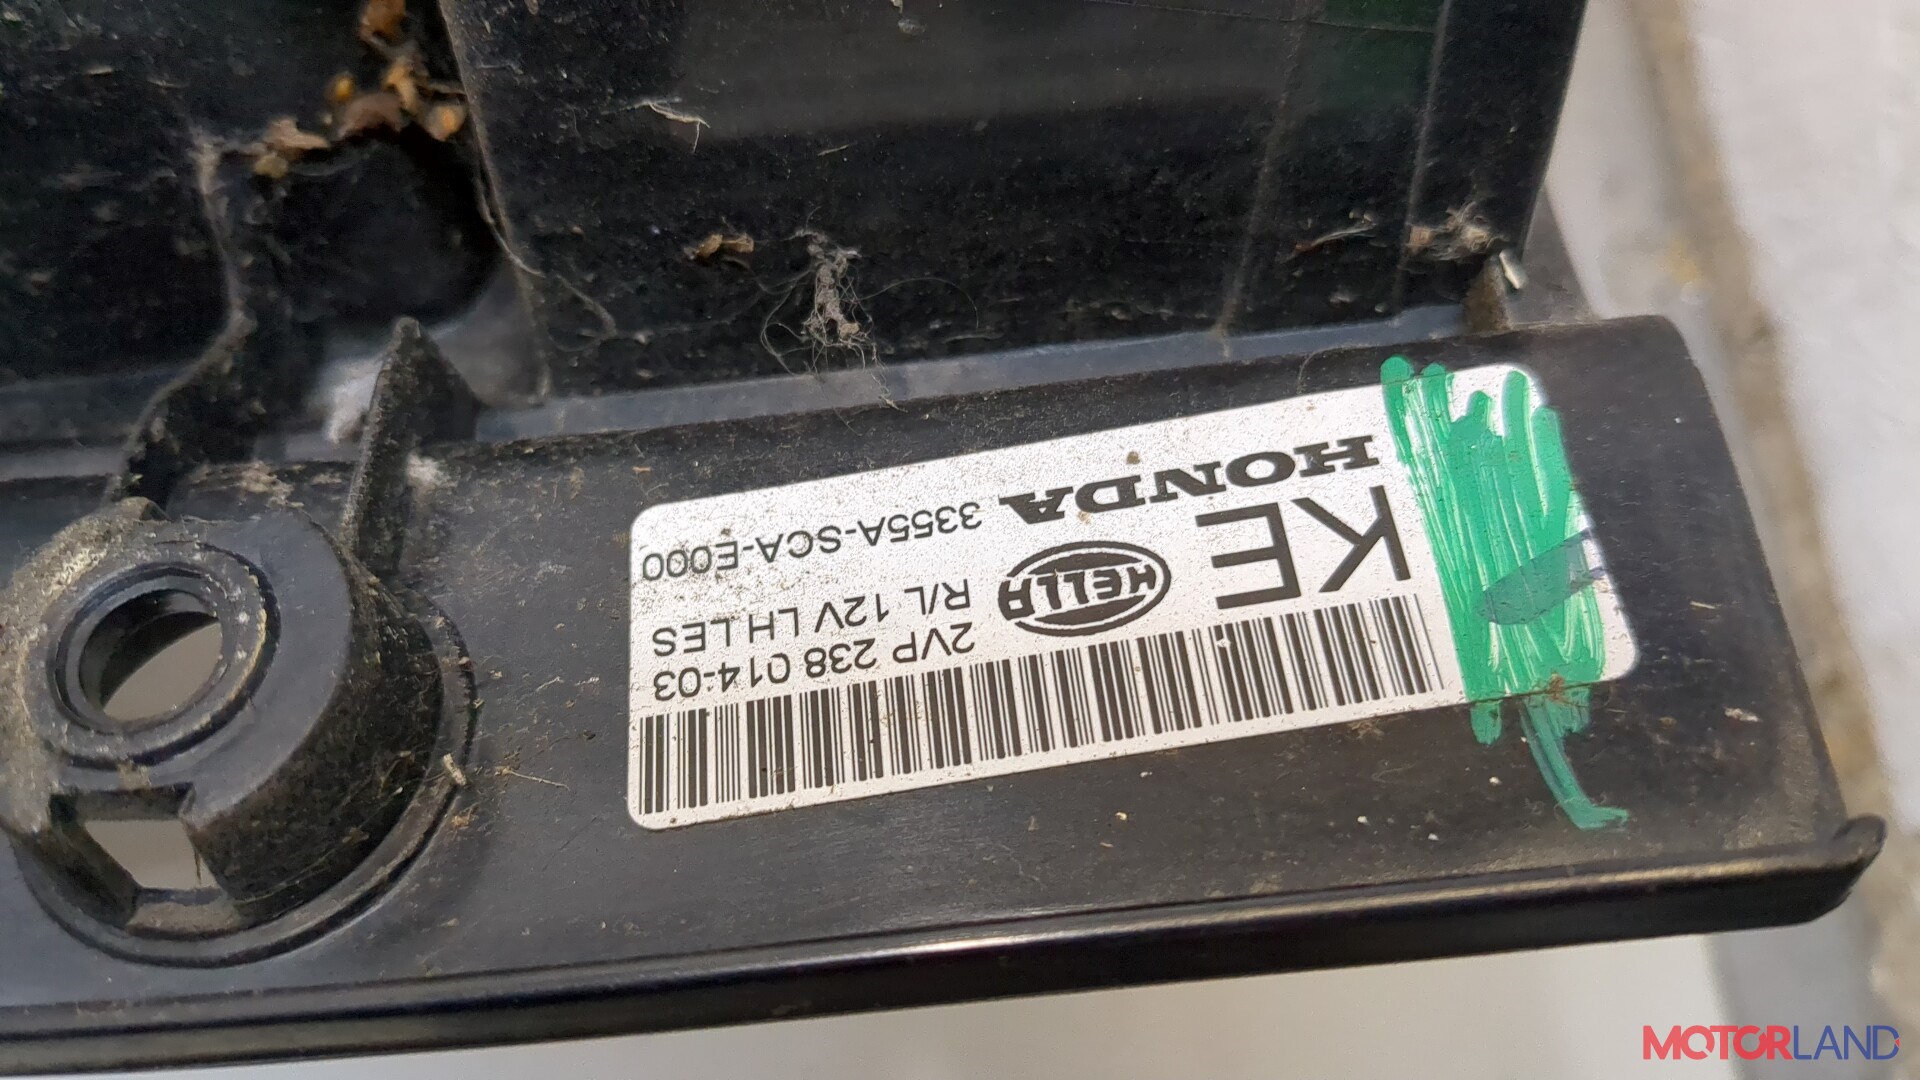 KE
HONDA 3355A-SCA-E000
HELLA
R/L 12V LH LES
2VP 238 014-03
MOTORLAND